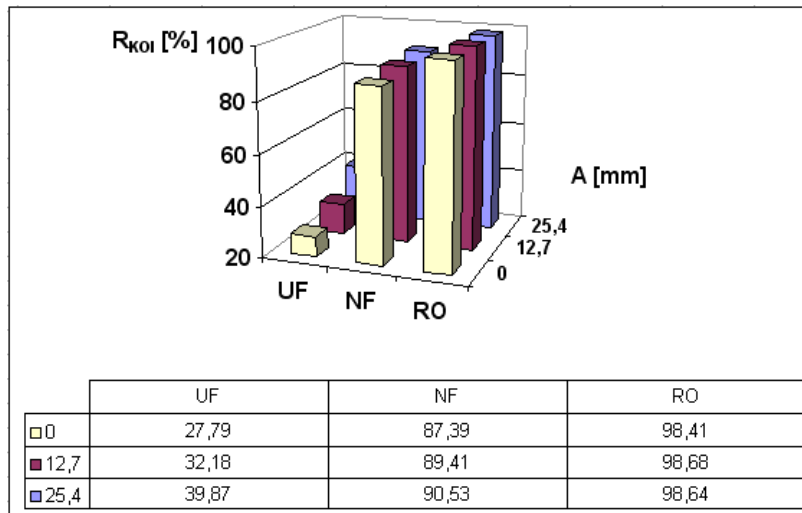 R_KOI [%]
100
80
60
40
20
UF
NF
RO
A [mm]
25,4
12,7
0
UF NF RO
0 27,79 87,39 98,41
12,7 32,18 89,41 98,68
25,4 39,87 90,53 98,64